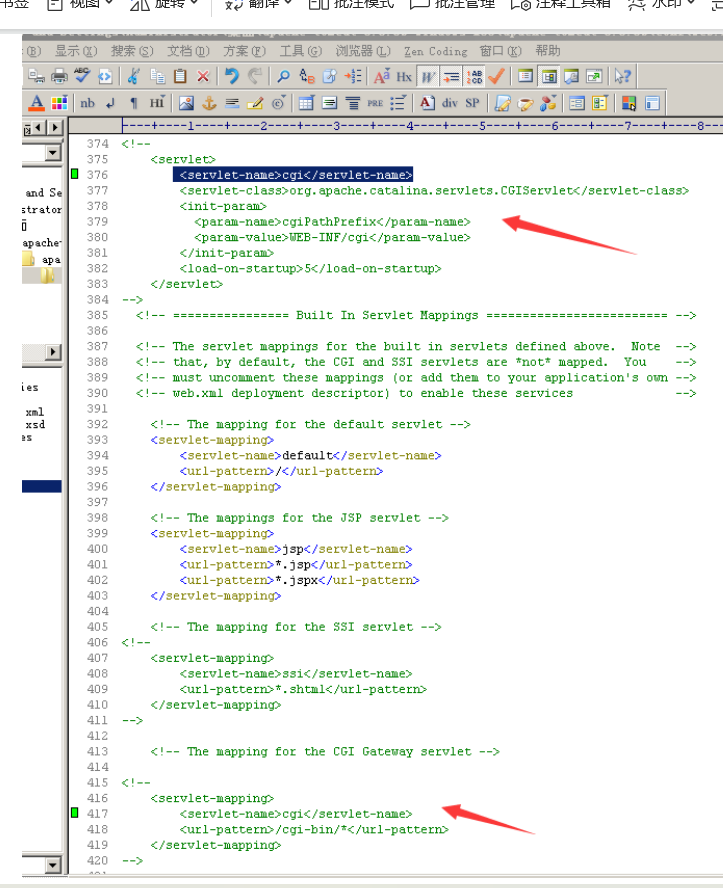 书签 视图 旋转 翻译 批注模式 批注管理 注释工具箱 水印
(B) 显示(X) 搜索(S) 文档(D) 方案(P) 工具(G) 浏览器(L) Zen Coding 窗口(K) 帮助
nb ¶ HI PRE A div SP
----+----1----+----2----+----3----+----4----+----5----+----6----+----7----+----8---
and Se
strator
apache-
apa
ies
xml
xsd
es
374 <!--
375 <servlet>
376 <servlet-name>cgi</servlet-name>
377 <servlet-class>org.apache.catalina.servlets.CGIServlet</servlet-class>
378 <init-param>
379 <param-name>cgiPathPrefix</param-name>
380 <param-value>WEB-INF/cgi</param-value>
381 </init-param>
382 <load-on-startup>5</load-on-startup>
383 </servlet>
384 -->
385 <!-- ================ Built In Servlet Mappings ========================= -->
386
387 <!-- The servlet mappings for the built in servlets defined above.  Note  -->
388 <!-- that, by default, the CGI and SSI servlets are *not* mapped.  You    -->
389 <!-- must uncomment these mappings (or add them to your application's own -->
390 <!-- web.xml deployment descriptor) to enable these services              -->
391
392 <!-- The mapping for the default servlet -->
393 <servlet-mapping>
394 <servlet-name>default</servlet-name>
395 <url-pattern>/</url-pattern>
396 </servlet-mapping>
397
398 <!-- The mappings for the JSP servlet -->
399 <servlet-mapping>
400 <servlet-name>jsp</servlet-name>
401 <url-pattern>*.jsp</url-pattern>
402 <url-pattern>*.jspx</url-pattern>
403 </servlet-mapping>
404
405 <!-- The mapping for the SSI servlet -->
406 <!--
407 <servlet-mapping>
408 <servlet-name>ssi</servlet-name>
409 <url-pattern>*.shtml</url-pattern>
410 </servlet-mapping>
411 -->
412
413 <!-- The mapping for the CGI Gateway servlet -->
414
415 <!--
416 <servlet-mapping>
417 <servlet-name>cgi</servlet-name>
418 <url-pattern>/cgi-bin/*</url-pattern>
419 </servlet-mapping>
420 -->